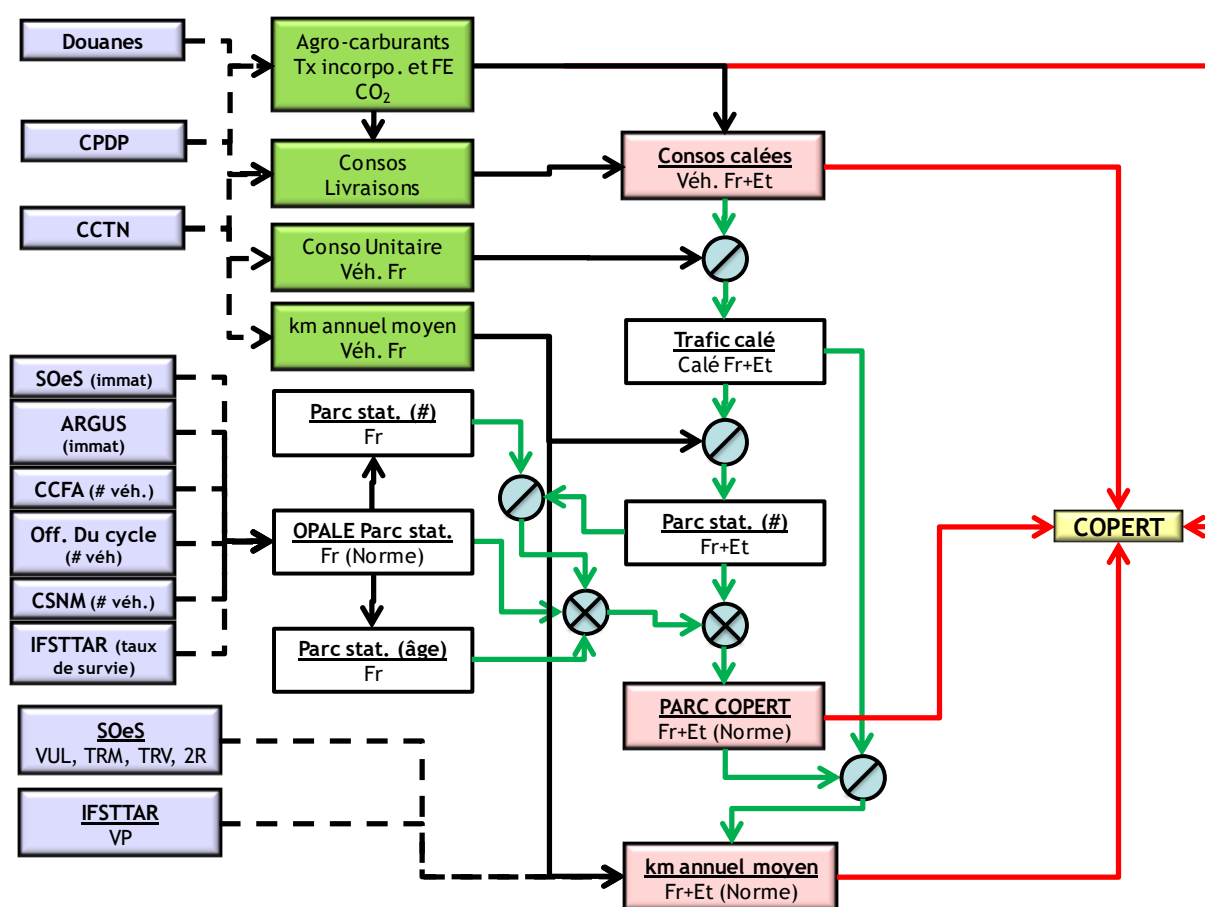 Douanes
CPDP
CCTN
SOeS (immat)
ARGUS
(immat)
CCFA (# véh.)
Off. Du cycle
(# véh)
CSNM (# véh.)
IFSTTAR (taux
de survie)
SOeS
VUL, TRM, TRV, 2R
IFSTTAR
VP
Agro-carburants
Tx incorpo. et FE
CO₂
Consos
Livraisons
Conso Unitaire
Véh. Fr
km annuel moyen
Véh. Fr
Parc stat. (#)
Fr
OPALE Parc stat.
Fr (Norme)
Parc stat. (âge)
Fr
Consos calées
Véh. Fr+Et
Trafic calé
Calé Fr+Et
Parc stat. (#)
Fr+Et
PARC COPERT
Fr+Et (Norme)
km annuel moyen
Fr+Et (Norme)
COPERT